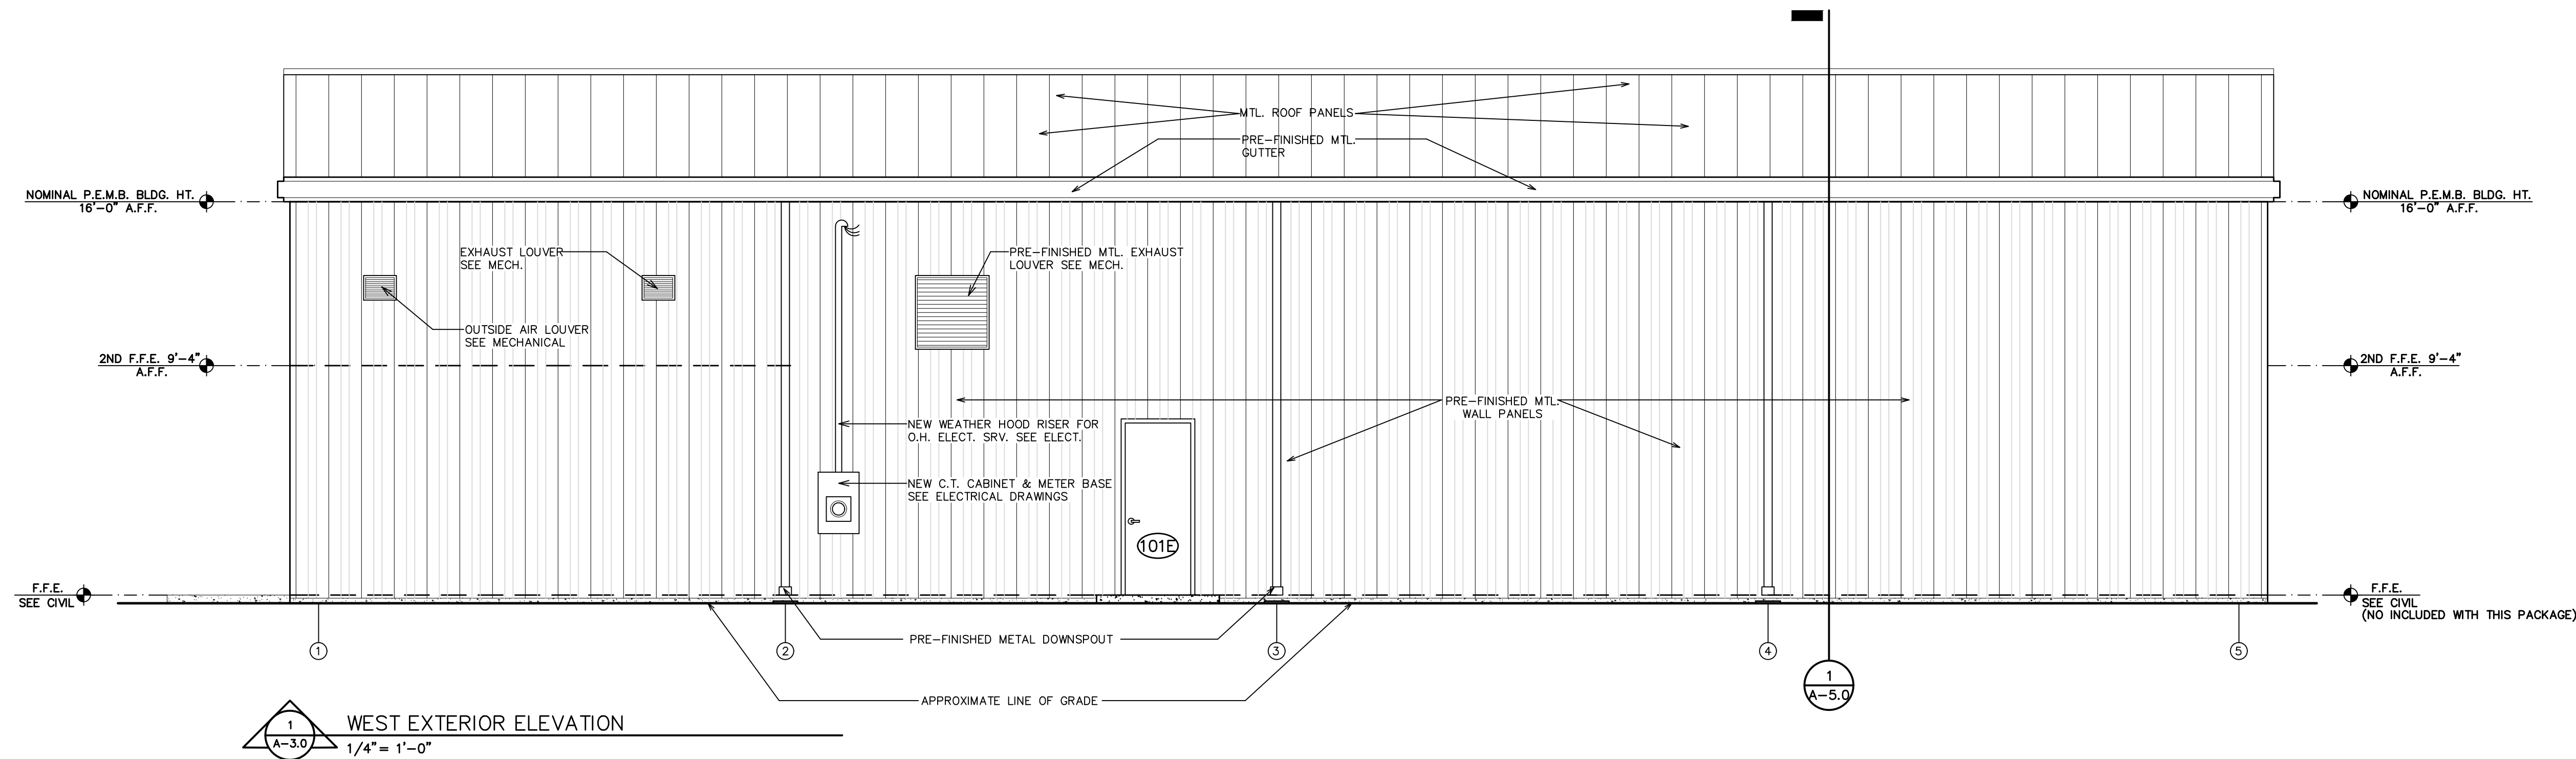 MTL. ROOF PANELS
PRE-FINISHED MTL.
GUTTER
NOMINAL P.E.M.B. BLDG. HT.
16'-0" A.F.F.
NOMINAL P.E.M.B. BLDG. HT.
16'-0" A.F.F.
EXHAUST LOUVER
SEE MECH.
PRE-FINISHED MTL. EXHAUST
LOUVER SEE MECH.
OUTSIDE AIR LOUVER
SEE MECHANICAL
2ND F.F.E. 9'-4"
A.F.F.
2ND F.F.E. 9'-4"
A.F.F.
PRE-FINISHED MTL.
WALL PANELS
NEW WEATHER HOOD RISER FOR
O.H. ELECT. SRV. SEE ELECT.
NEW C.T. CABINET & METER BASE
SEE ELECTRICAL DRAWINGS
101E
F.F.E.
SEE CIVIL
F.F.E.
SEE CIVIL
(NO INCLUDED WITH THIS PACKAGE)
PRE-FINISHED METAL DOWNSPOUT
1
2
3
4
5
APPROXIMATE LINE OF GRADE
1
A-5.0
1
A-3.0
WEST EXTERIOR ELEVATION
1/4"= 1'-0"